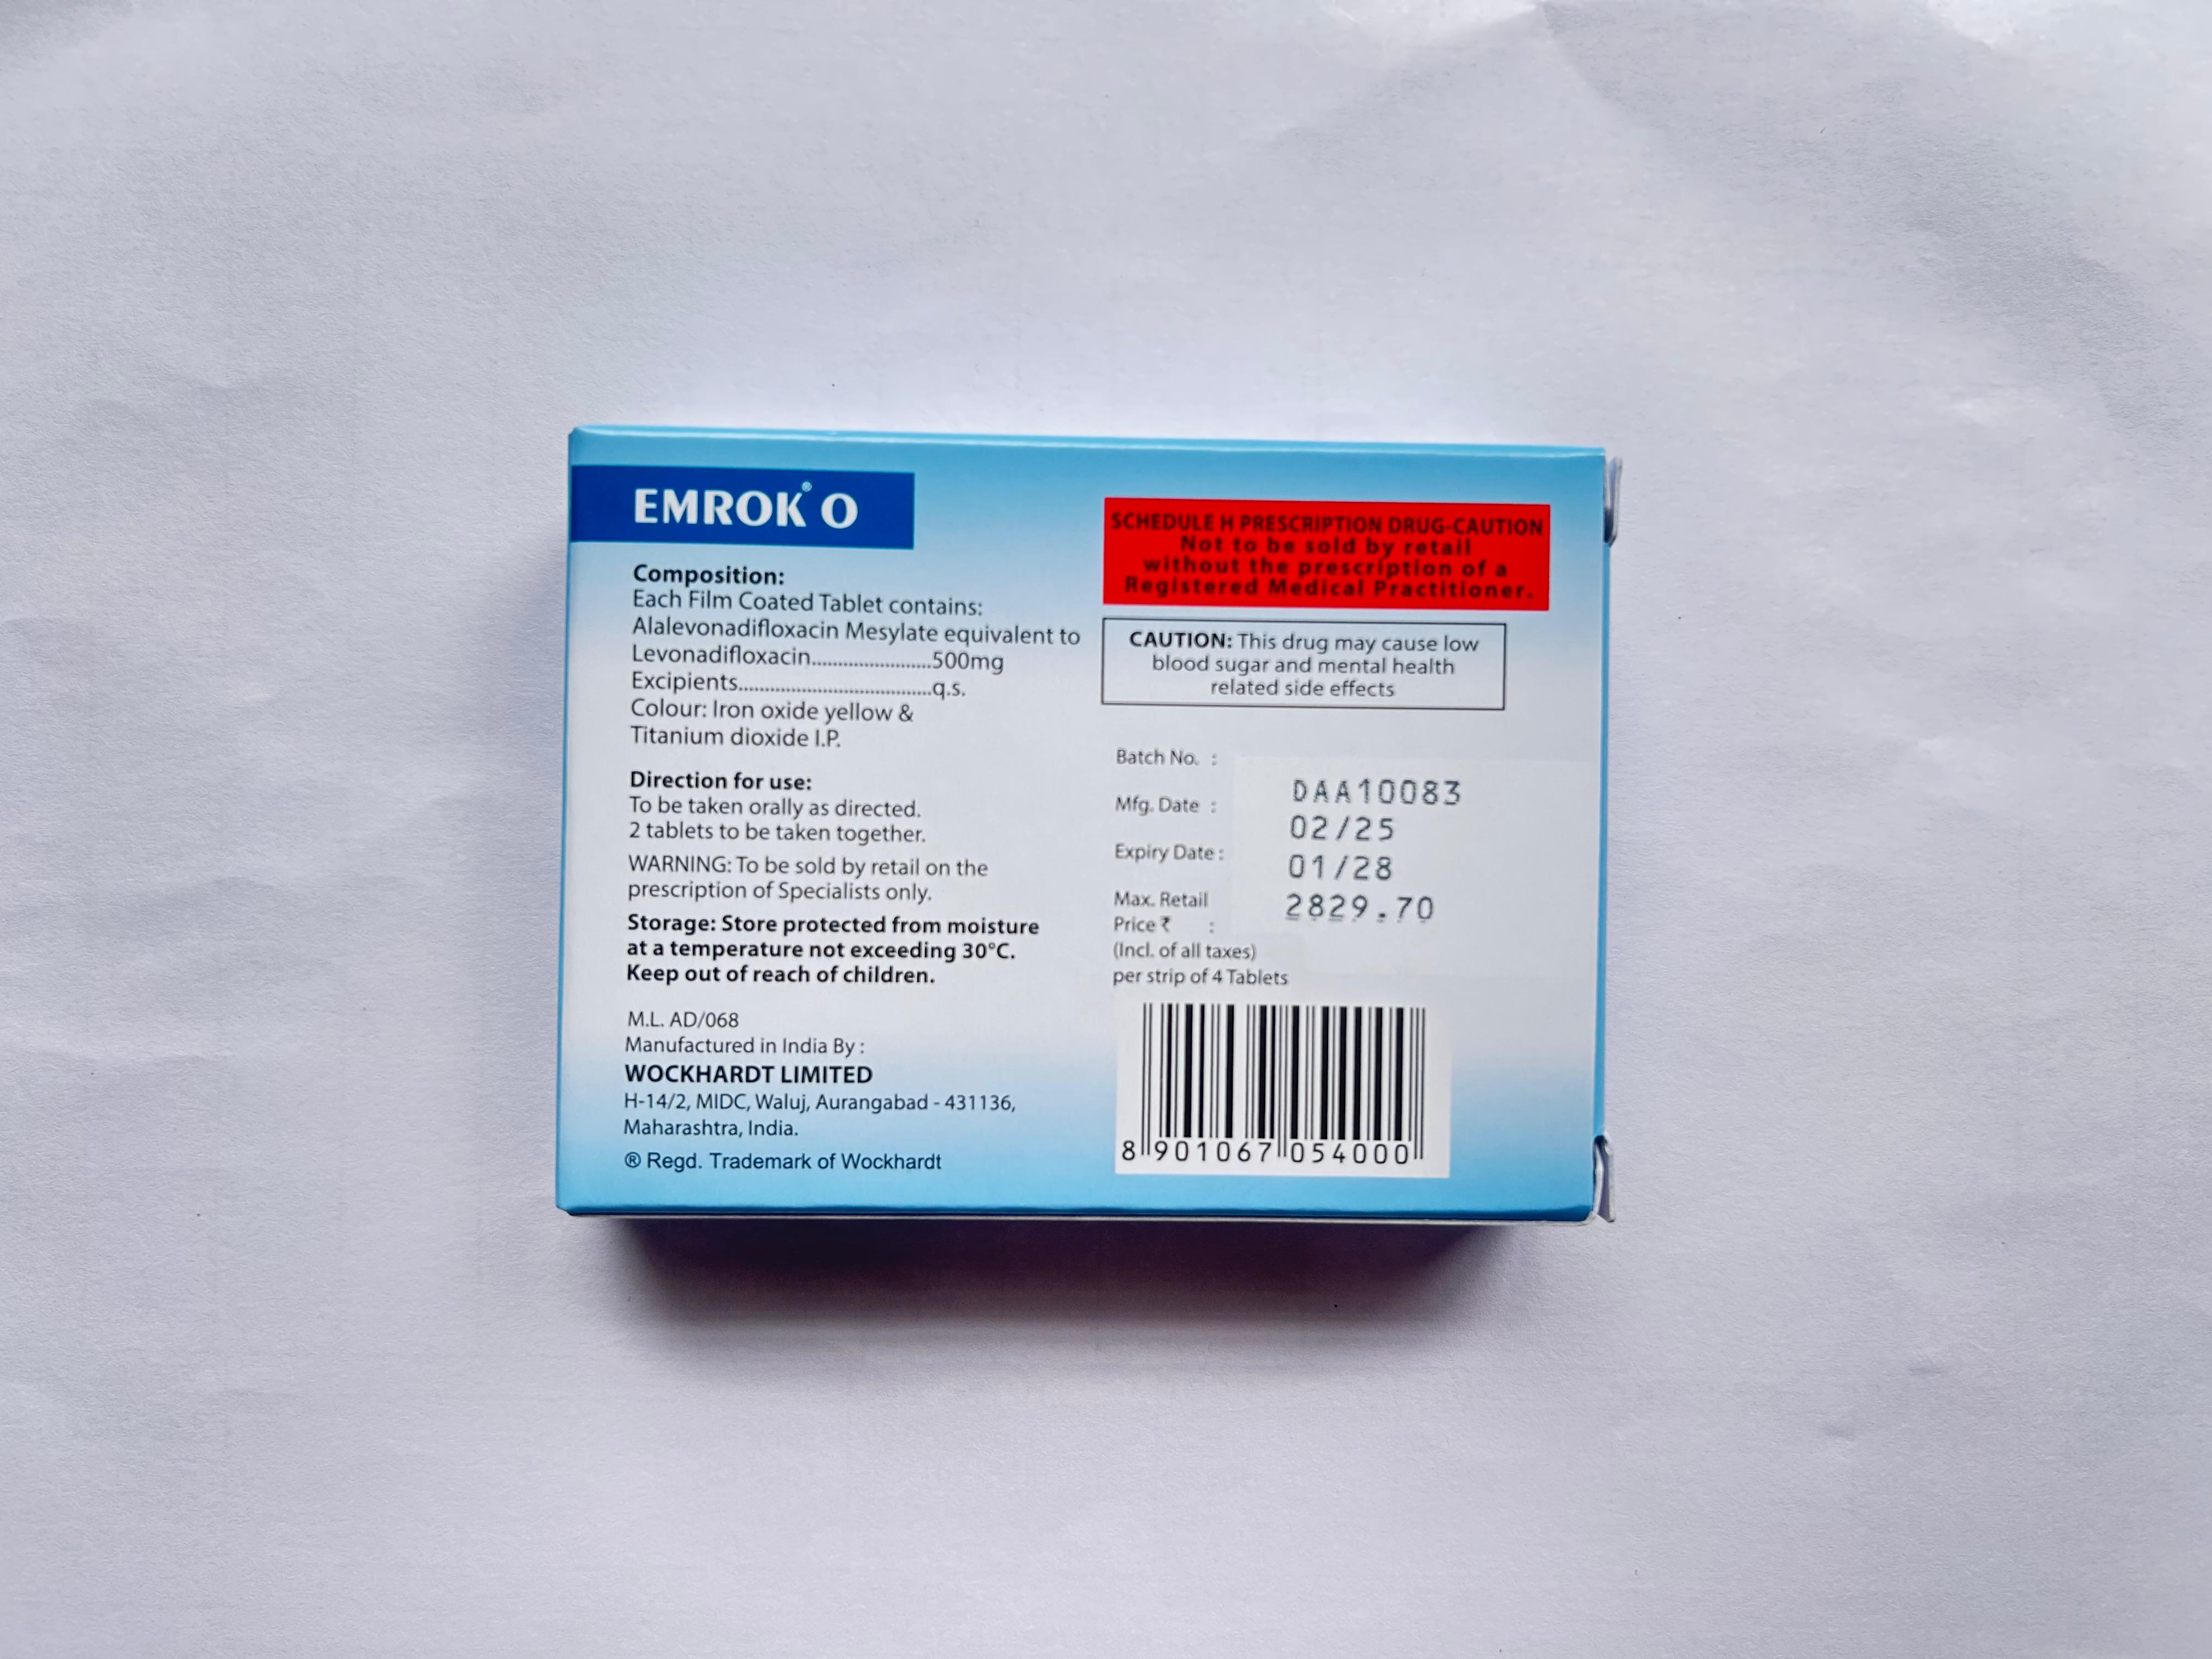 EMROK® O
Composition:
Each Film Coated Tablet contains:
Alalevonadifloxacin Mesylate equivalent to
Levonadifloxacin.......................500mg
Excipients.....................................q.s.
Colour: Iron oxide yellow &
Titanium dioxide I.P.
Direction for use:
To be taken orally as directed.
2 tablets to be taken together.
WARNING: To be sold by retail on the
prescription of Specialists only.
Storage: Store protected from moisture
at a temperature not exceeding 30°C.
Keep out of reach of children.
M.L. AD/068
Manufactured in India By :
WOCKHARDT LIMITED
H-14/2, MIDC, Waluj, Aurangabad - 431136,
Maharashtra, India.
® Regd. Trademark of Wockhardt
SCHEDULE H PRESCRIPTION DRUG-CAUTION
Not to be sold by retail
without the prescription of a
Registered Medical Practitioner.
CAUTION: This drug may cause low
blood sugar and mental health
related side effects
Batch No. :
DAA10083
Mfg. Date :
02/25
Expiry Date :
01/28
Max. Retail
2829.70
Price ₹ :
(Incl. of all taxes)
per strip of 4 Tablets
8 901067 054000